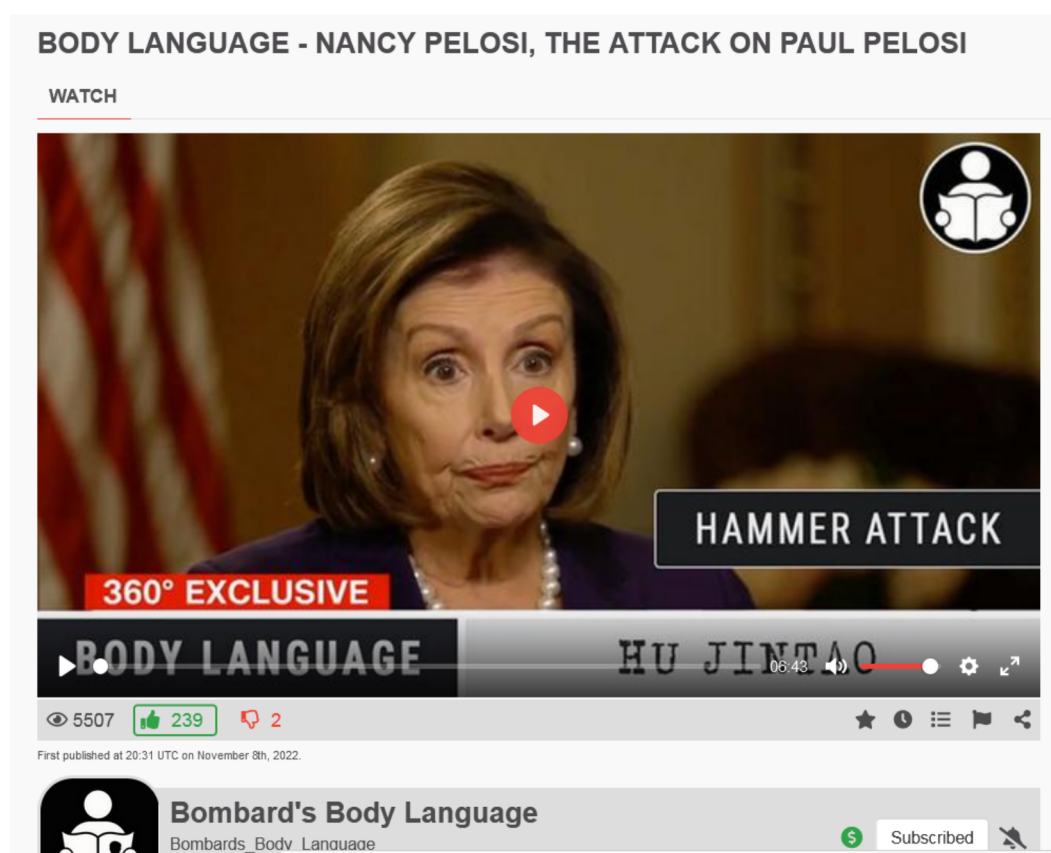 BODY LANGUAGE - NANCY PELOSI, THE ATTACK ON PAUL PELOSI
WATCH
HAMMER ATTACK
360° EXCLUSIVE
BODY LANGUAGE
HU JINTAO
06:43
5507
239
2
First published at 20:31 UTC on November 8th, 2022.
Bombard's Body Language
Bombards_Body_Language
Subscribed